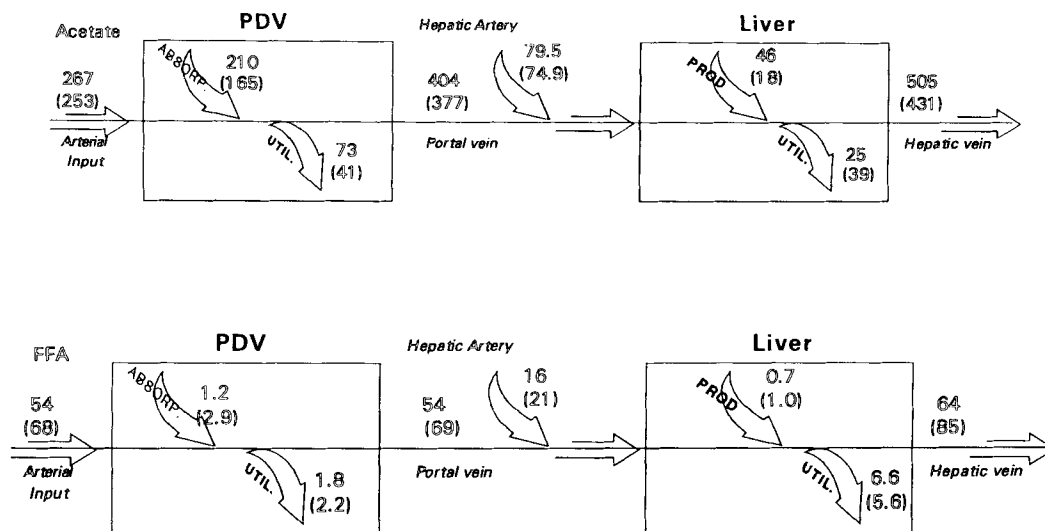 PDV
Hepatic Artery
Liver
Acetate
ABSORP.
210
(165)
79.5
(74.9)
PROD
46
(18)
267
(253)
404
(377)
505
(431)
Arterial
Input
UTIL.
73
(41)
Portal vein
UTIL.
25
(39)
Hepatic vein
PDV
Hepatic Artery
Liver
FFA
ABSORP.
1.2
(2.9)
16
(21)
PROD
0.7
(1.0)
54
(68)
54
(69)
64
(85)
Arterial
Input
UTIL.
1.8
(2.2)
Portal vein
UTIL.
6.6
(5.6)
Hepatic vein